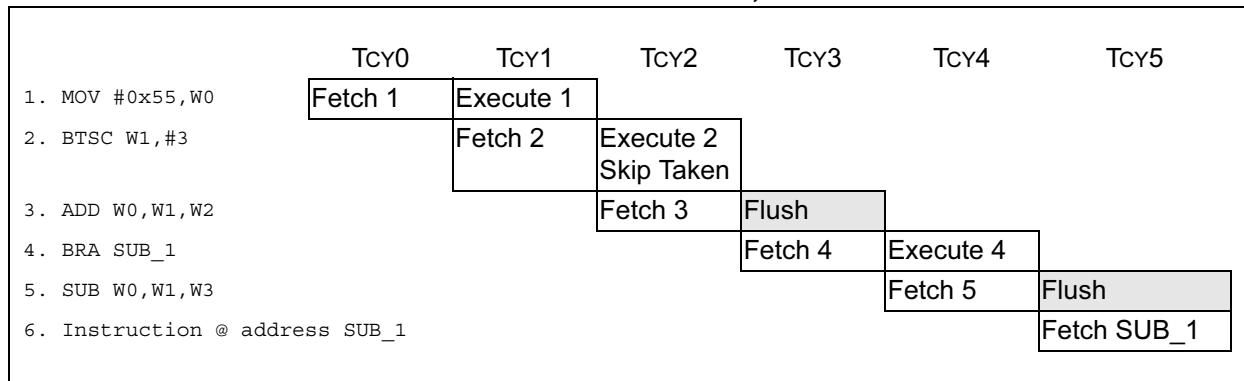 TCY0 TCY1 TCY2 TCY3 TCY4 TCY5
1. MOV #0x55,W0 Fetch 1 Execute 1
2. BTSC W1,#3 Fetch 2 Execute 2
Skip Taken
3. ADD W0,W1,W2 Fetch 3 Flush
4. BRA SUB_1 Fetch 4 Execute 4
5. SUB W0,W1,W3 Fetch 5 Flush
6. Instruction @ address SUB_1 Fetch SUB_1